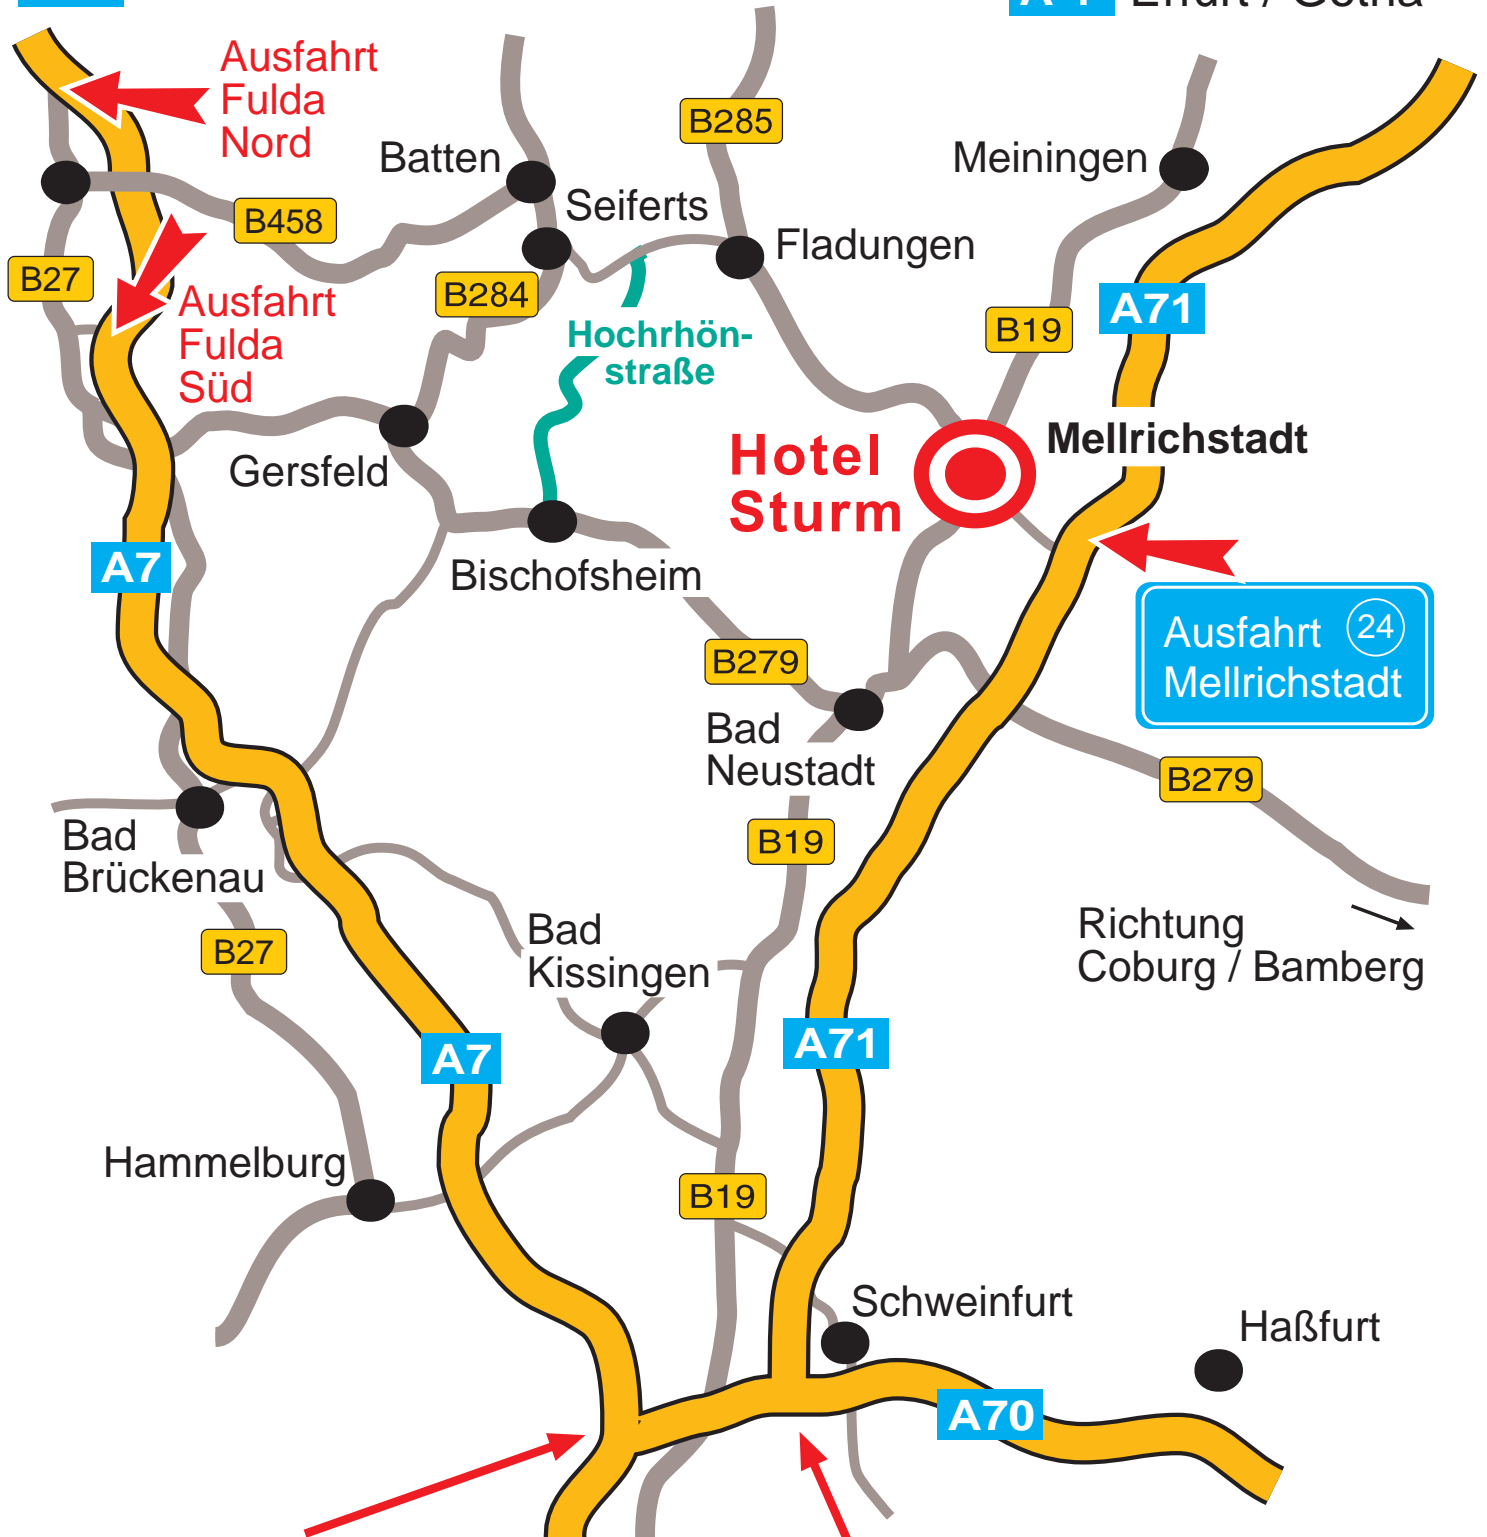 Erfurt / Gotha
Ausfahrt
Fulda
Nord
B285
Batten
Meiningen
Seiferts
B458
Fladungen
B27
B284
Ausfahrt
Fulda
Süd
A71
B19
Hochrhön-
straße
Mellrichstadt
Hotel
Sturm
Gersfeld
A7
Bischofsheim
Ausfahrt 24
Mellrichstadt
B279
Bad
Neustadt
B279
Bad
Brückenau
B19
Bad
Kissingen
Richtung
Coburg / Bamberg
B27
A7
A71
Hammelburg
B19
Schweinfurt
Haßfurt
A70